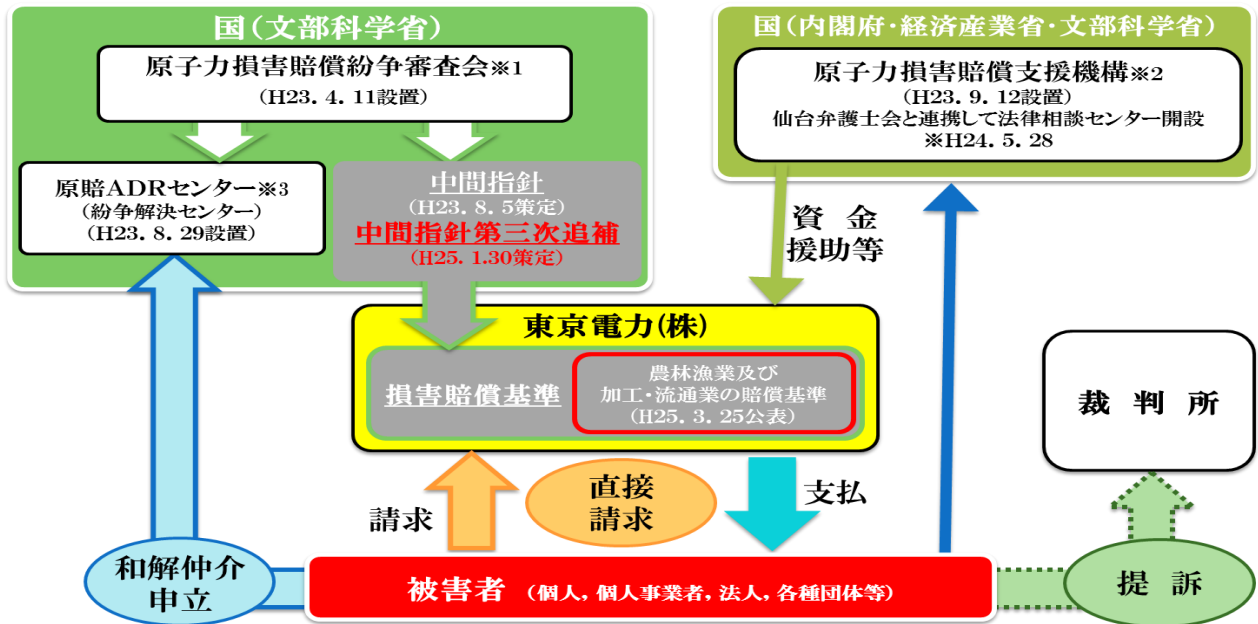 国(文部科学省)
原子力損害賠償紛争審査会※1
(H23. 4. 11設置)
原賠ADRセンター※3
(紛争解決センター)
(H23. 8. 29設置)
中間指針
(H23. 8. 5策定)
中間指針第三次追補
(H25. 1.30策定)
国(内閣府・経済産業省・文部科学省)
原子力損害賠償支援機構※2
(H23. 9. 12設置)
仙台弁護士会と連携して法律相談センター開設
※H24. 5. 28
資 金
援助等
東京電力(株)
損害賠償基準
農林漁業及び
加工・流通業の賠償基準
(H25. 3. 25公表)
裁 判 所
請求
直接
請求
支払
和解仲介
申立
被害者 (個人, 個人事業者, 法人, 各種団体等)
提 訴